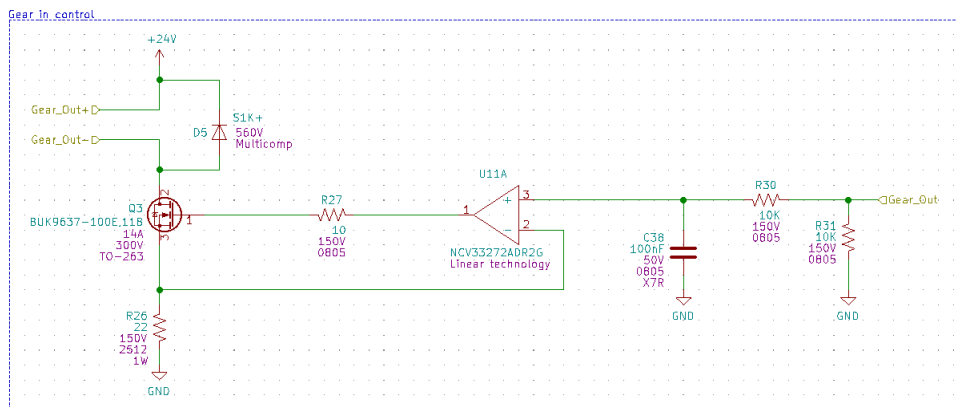 Gear in control
+24V
Gear_Out+
Gear_Out-
D5
S1K+
560V
Multicomp
Q3
BUK9637-100E,118
14A
300V
TO-263
2
1
3
R27
10
150V
0805
U11A
1
+
3
-
2
NCV33272ADR2G
Linear technology
C38
100nF
50V
0805
X7R
GND
R30
10K
150V
0805
R31
10K
150V
0805
GND
Gear_Out
R26
22
150V
2512
1W
GND